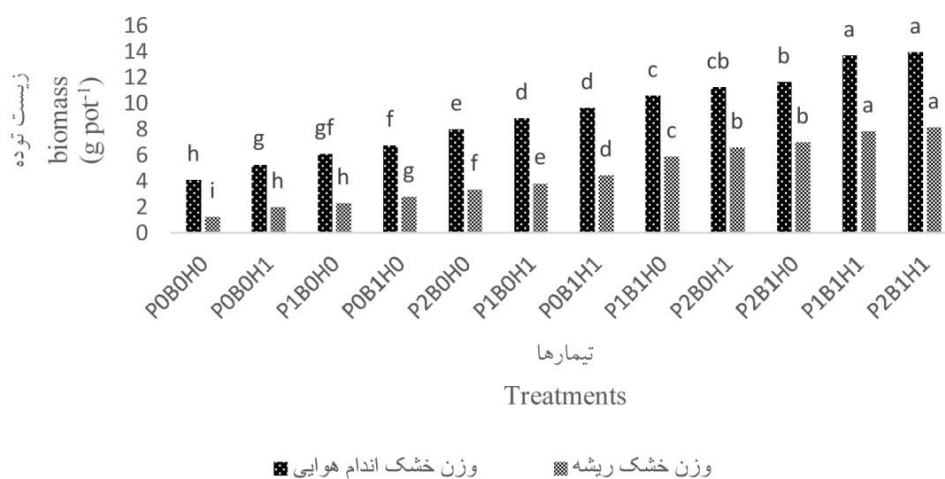 زیست توده
biomass
(g pot⁻¹)
16
14
12
10
8
6
4
2
0
h i g h gf h f g e f d e d d c c cb b b b a a a a
P0B0H0 P0B0H1 P1B0H0 P0B1H0 P2B0H0 P1B0H1 P0B1H1 P1B1H0 P2B0H1 P2B1H0 P1B1H1 P2B1H1
تیمارها
Treatments
وزن خشک اندام هوایی
وزن خشک ریشه